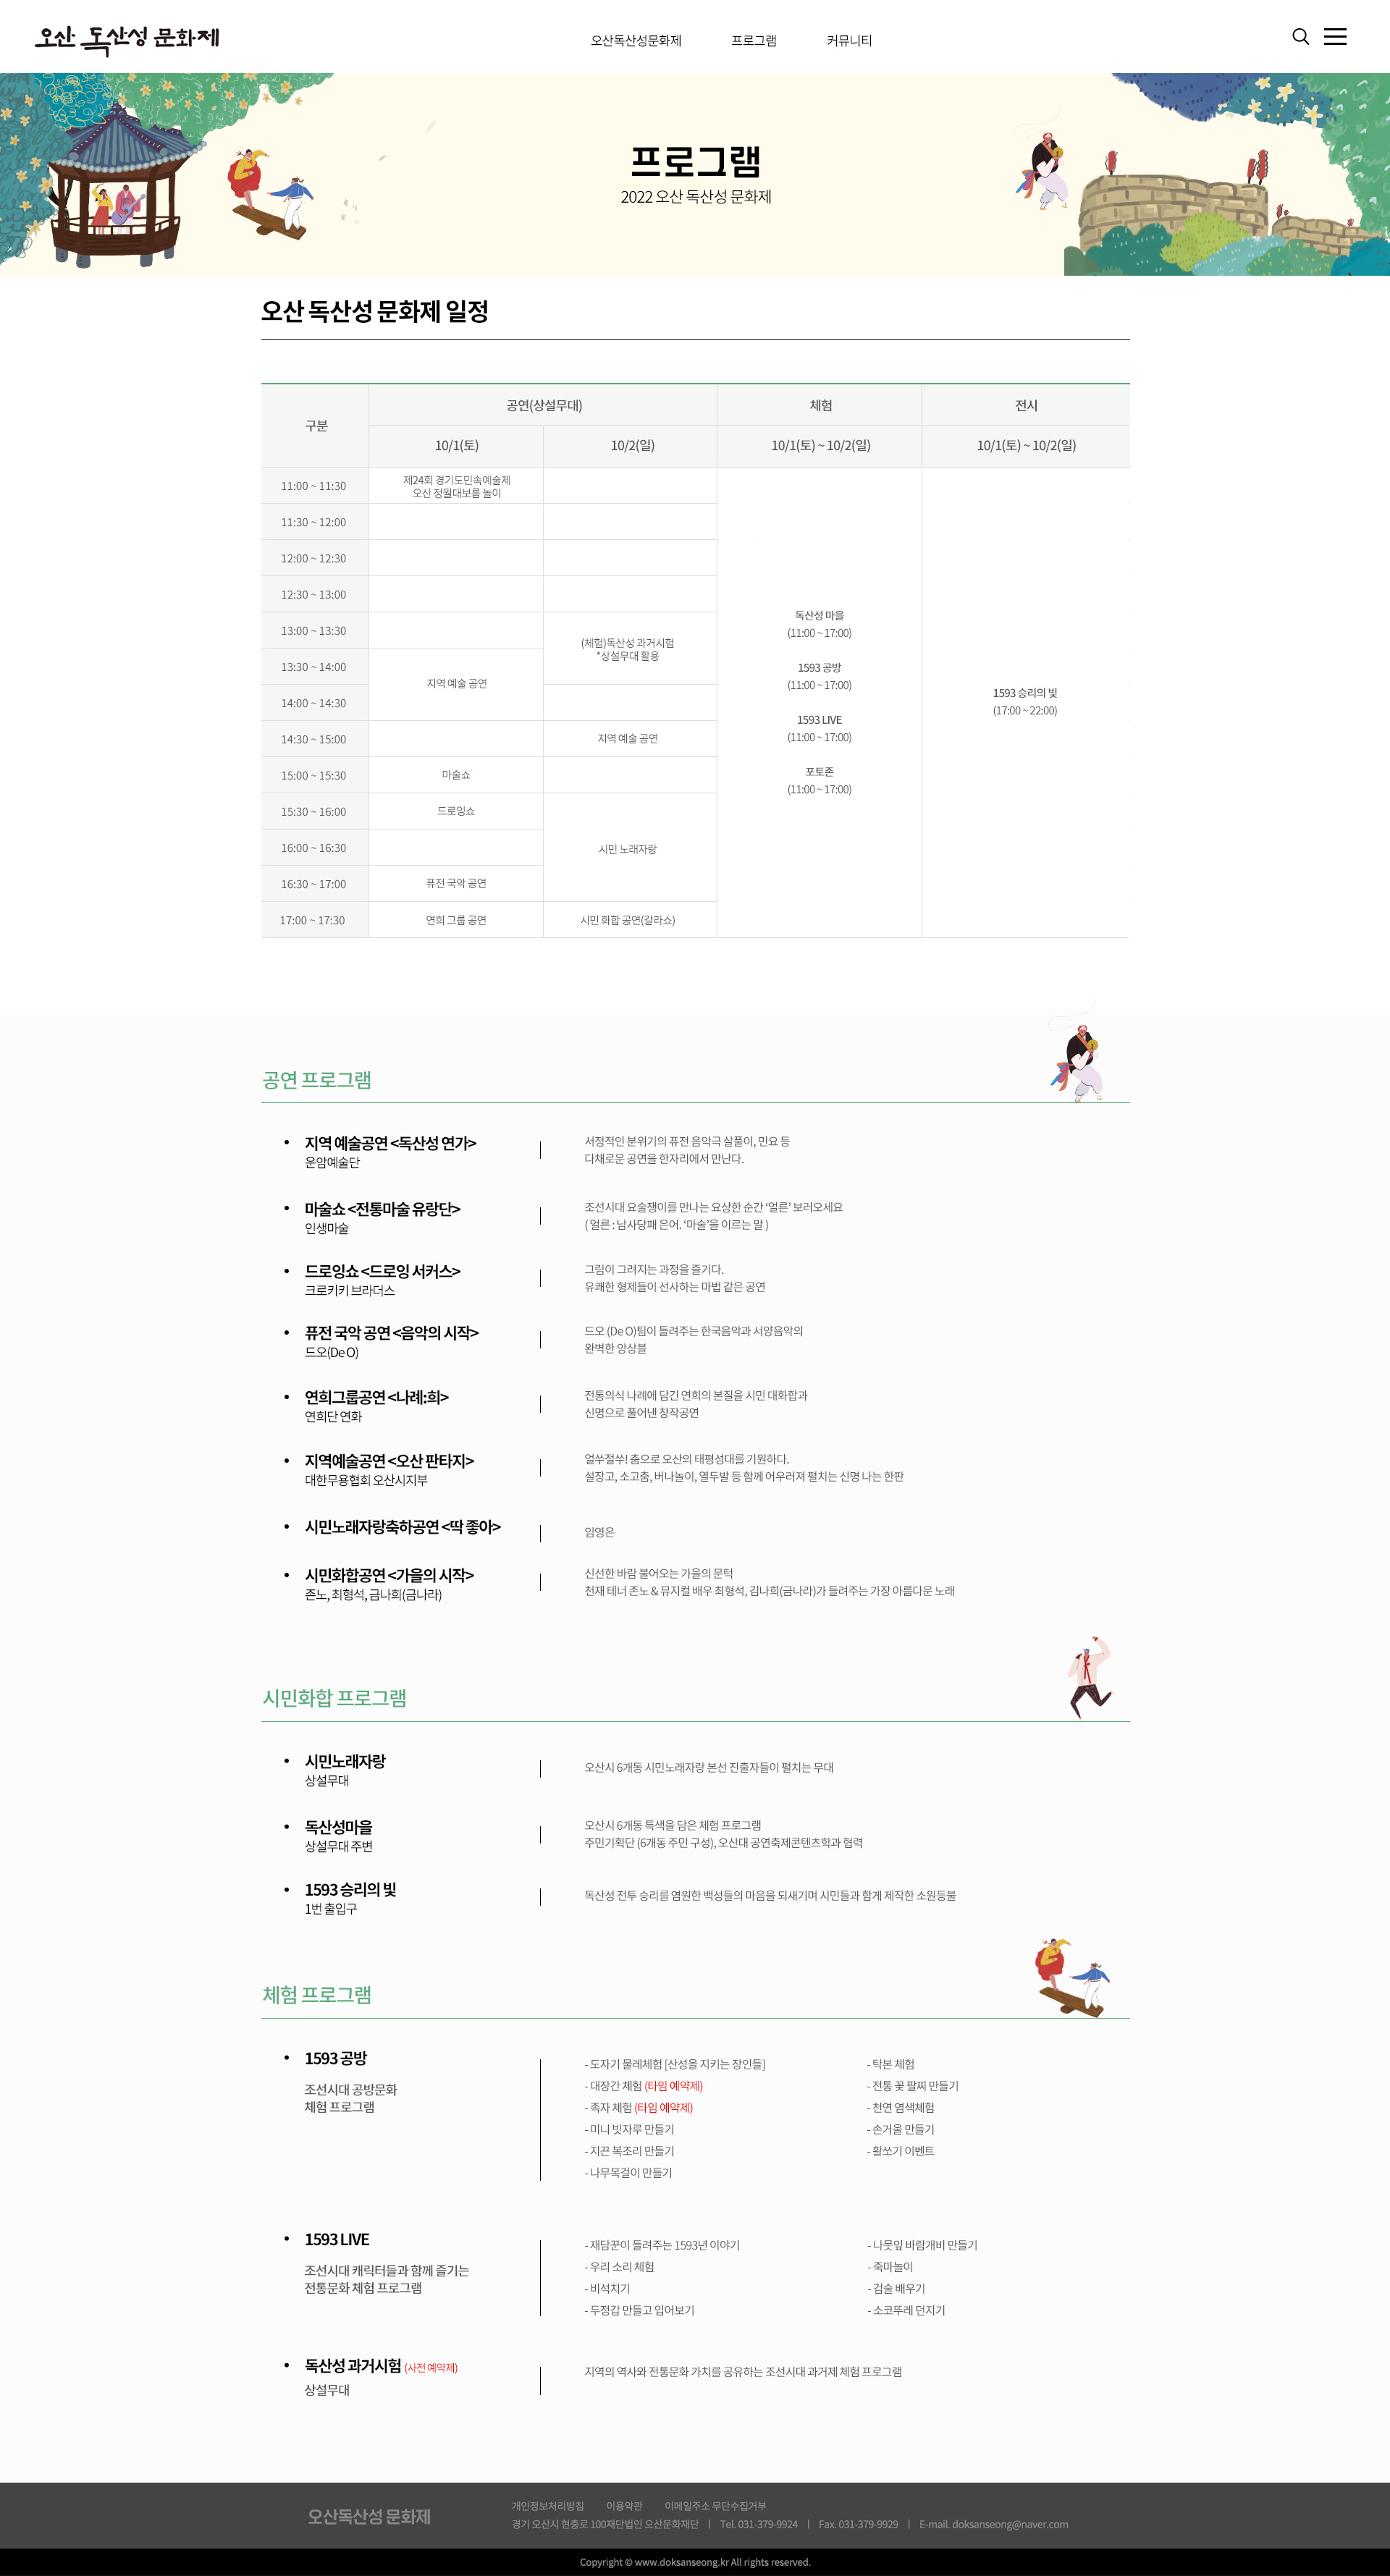 오산 독산성 문화제
오산독산성문화제 프로그램 커뮤니티
프로그램
2022 오산 독산성 문화제
오산 독산성 문화제 일정
구분 공연(상설무대) 체험 전시
10/1(토) 10/2(일) 10/1(토) ~ 10/2(일) 10/1(토) ~ 10/2(일)
11:00 ~ 11:30 제24회 경기도민속예술제
오산 정월대보름 놀이
11:30 ~ 12:00
12:00 ~ 12:30
12:30 ~ 13:00
13:00 ~ 13:30
(체험)독산성 과거시험
*상설무대 활용
13:30 ~ 14:00
지역 예술 공연
14:00 ~ 14:30
14:30 ~ 15:00 지역 예술 공연
15:00 ~ 15:30 마술쇼
15:30 ~ 16:00 드로잉쇼
16:00 ~ 16:30 시민 노래자랑
16:30 ~ 17:00 퓨전 국악 공연
17:00 ~ 17:30 연희 그룹 공연 시민 화합 공연(갈라쇼)
독산성 마을
(11:00 ~ 17:00)
1593 공방
(11:00 ~ 17:00)
1593 LIVE
(11:00 ~ 17:00)
포토존
(11:00 ~ 17:00)
1593 승리의 빛
(17:00 ~ 22:00)
공연 프로그램
• 지역 예술공연 <독산성 연가>
운암예술단
서정적인 분위기의 퓨전 음악극 살풀이, 민요 등
다채로운 공연을 한자리에서 만난다.
• 마술쇼 <전통마술 유랑단>
인생마술
조선시대 요술쟁이를 만나는 요상한 순간 ‘얼른’ 보러오세요
( 얼른 : 남사당패 은어. ‘마술’을 이르는 말 )
• 드로잉쇼 <드로잉 서커스>
크로키키 브라더스
그림이 그려지는 과정을 즐기다.
유쾌한 형제들이 선사하는 마법 같은 공연
• 퓨전 국악 공연 <음악의 시작>
드오(De O)
드오 (De O)팀이 들려주는 한국음악과 서양음악의
완벽한 앙상블
• 연희그룹공연 <나례:희>
연희단 연화
전통의식 나례에 담긴 연희의 본질을 시민 대화합과
신명으로 풀어낸 창작공연
• 지역예술공연 <오산 판타지>
대한무용협회 오산시지부
얼쑤절쑤! 춤으로 오산의 태평성대를 기원하다.
설장고, 소고춤, 버나놀이, 열두발 등 함께 어우러져 펼치는 신명 나는 한판
• 시민노래자랑축하공연 <딱 좋아>
임영은
• 시민화합공연 <가을의 시작>
존노, 최형석, 금나희(금나라)
신선한 바람 불어오는 가을의 문턱
천재 테너 존노 & 뮤지컬 배우 최형석, 김나희(금나라)가 들려주는 가장 아름다운 노래
시민화합 프로그램
• 시민노래자랑
상설무대
오산시 6개동 시민노래자랑 본선 진출자들이 펼치는 무대
• 독산성마을
상설무대 주변
오산시 6개동 특색을 담은 체험 프로그램
주민기획단 (6개동 주민 구성), 오산대 공연축제콘텐츠학과 협력
• 1593 승리의 빛
1번 출입구
독산성 전투 승리를 염원한 백성들의 마음을 되새기며 시민들과 함게 제작한 소원등불
체험 프로그램
• 1593 공방
조선시대 공방문화
체험 프로그램
- 도자기 물레체험 [산성을 지키는 장인들]
- 대장간 체험 (타임 예약제)
- 족자 체험 (타임 예약제)
- 미니 빗자루 만들기
- 지끈 복조리 만들기
- 나무목걸이 만들기
- 탁본 체험
- 전통 꽃 팔찌 만들기
- 천연 염색체험
- 손거울 만들기
- 활쏘기 이벤트
• 1593 LIVE
조선시대 캐릭터들과 함께 즐기는
전통문화 체험 프로그램
- 재담꾼이 들려주는 1593년 이야기
- 우리 소리 체험
- 비석치기
- 두정갑 만들고 입어보기
- 나뭇잎 바람개비 만들기
- 죽마놀이
- 검술 배우기
- 소코뚜레 던지기
• 독산성 과거시험 (사전 예약제)
상설무대
지역의 역사와 전통문화 가치를 공유하는 조선시대 과거제 체험 프로그램
오산독산성 문화제
개인정보처리방침 이용약관 이메일주소 무단수집거부
경기 오산시 현충로 100재단법인 오산문화재단 | Tel. 031-379-9924 | Fax. 031-379-9929 | E-mail. doksanseong@naver.com
Copyright © www.doksanseong.kr All rights reserved.